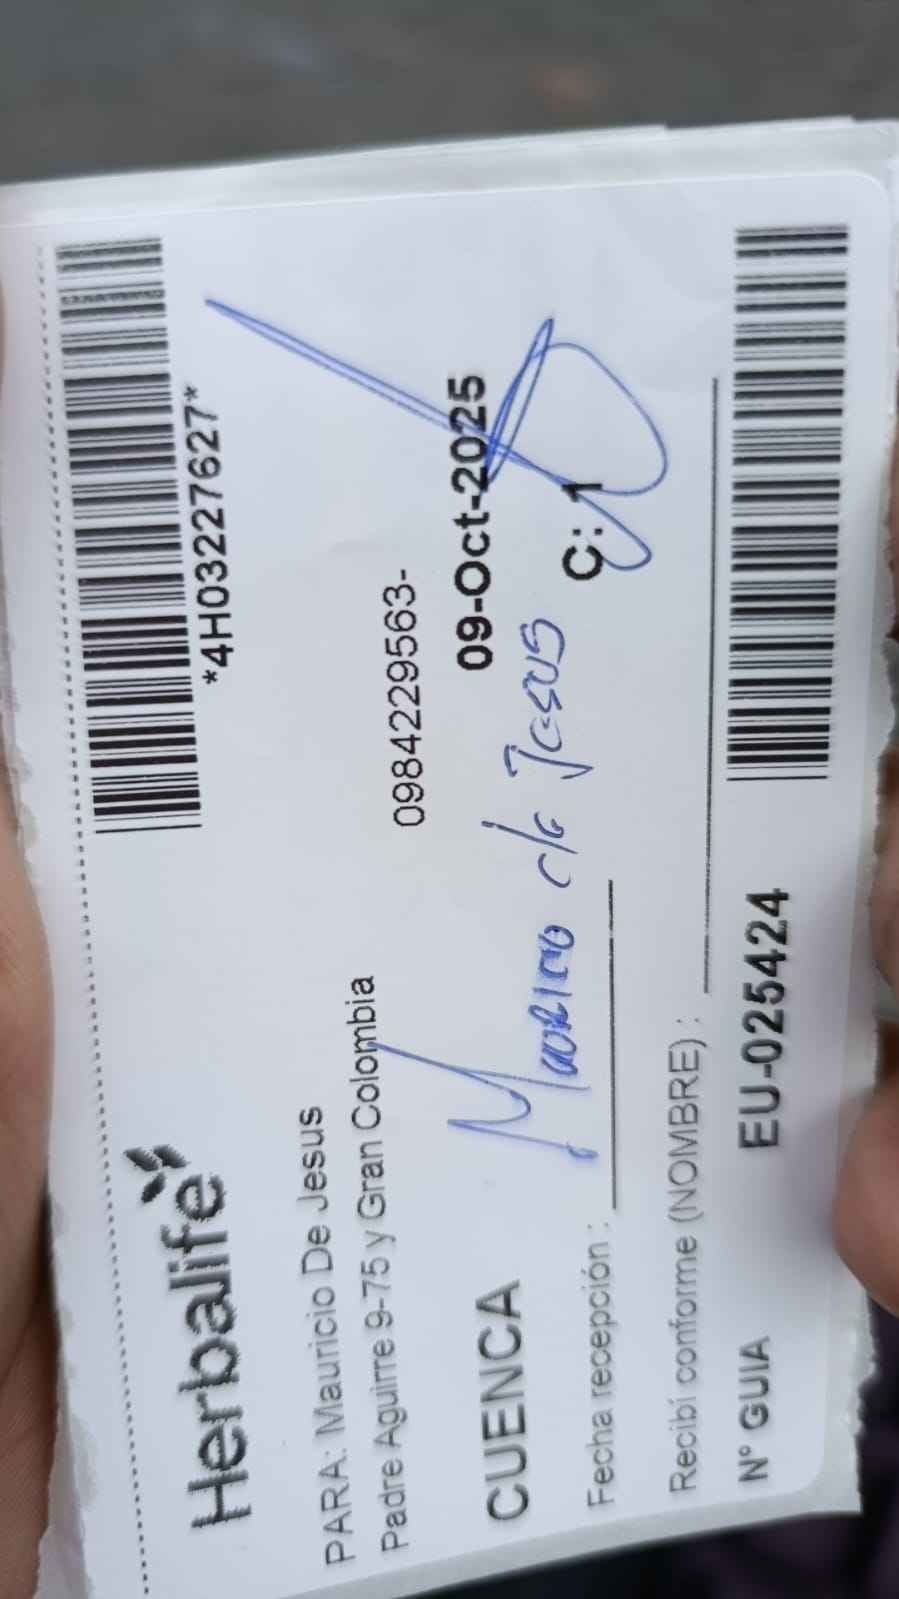 *4H03227627*
Herbalife
PARA: Mauricio De Jesus
Padre Aguirre 9-75 y Gran Colombia
0984229563-
CUENCA
09-Oct-2025
Mauricio de Jesus
Fecha recepción :
C: 1
Recibí conforme (NOMBRE) :
N° GUIA EU-025424